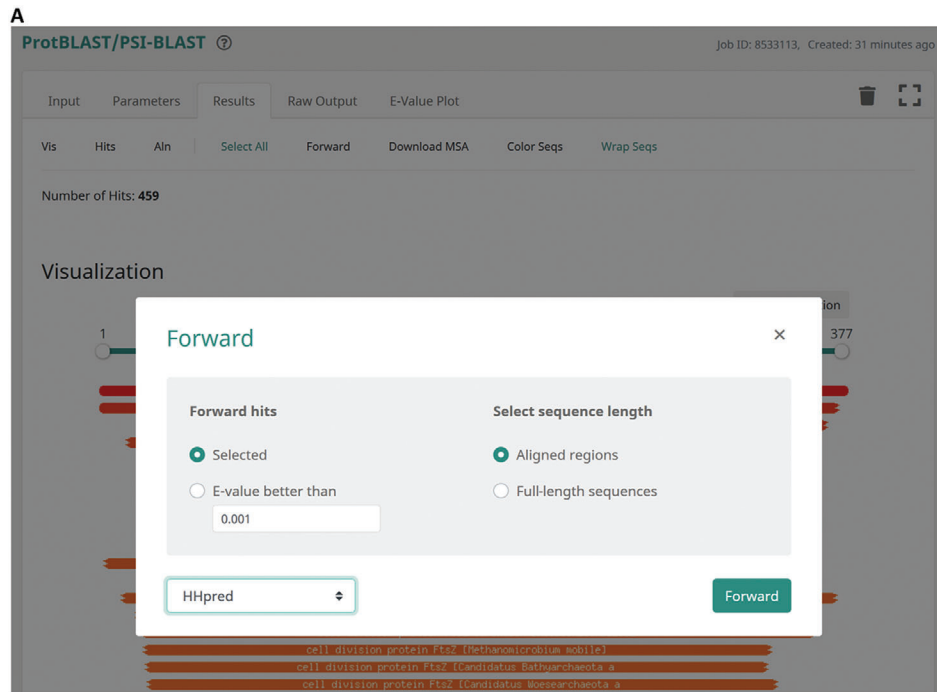 A
ProtBLAST/PSI-BLAST ?
Job ID: 8533113, Created: 31 minutes ago
Input Parameters Results Raw Output E-Value Plot
Vis Hits Aln Select All Forward Download MSA Color Seqs Wrap Seqs
Number of Hits: 459
Visualization
ion
1 377
Forward ×
Forward hits Select sequence length
Selected Aligned regions
E-value better than Full-length sequences
0.001
HHpred Forward
cell division protein FtsZ [Methanomicrobium mobile]
cell division protein FtsZ [Candidatus Bathyarchaeota a
cell division protein FtsZ [Candidatus Woesearchaeota a